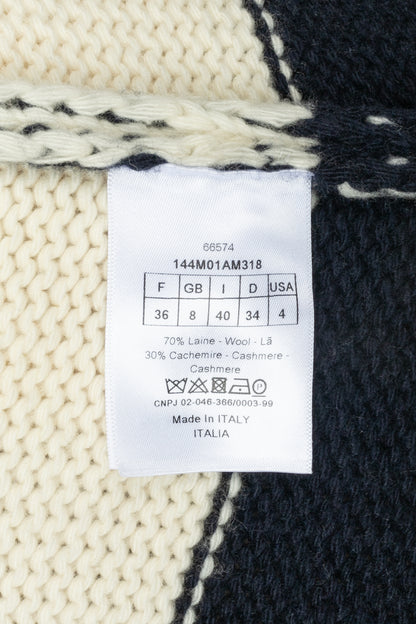 66574
144M01AM318
F GB I D USA
36 8 40 34 4
70% Laine - Wool - Lã
30% Cachemire - Cashmere -
Cashmere
P
CNPJ 02-046-366/0003-99
Made In ITALY
ITALIA